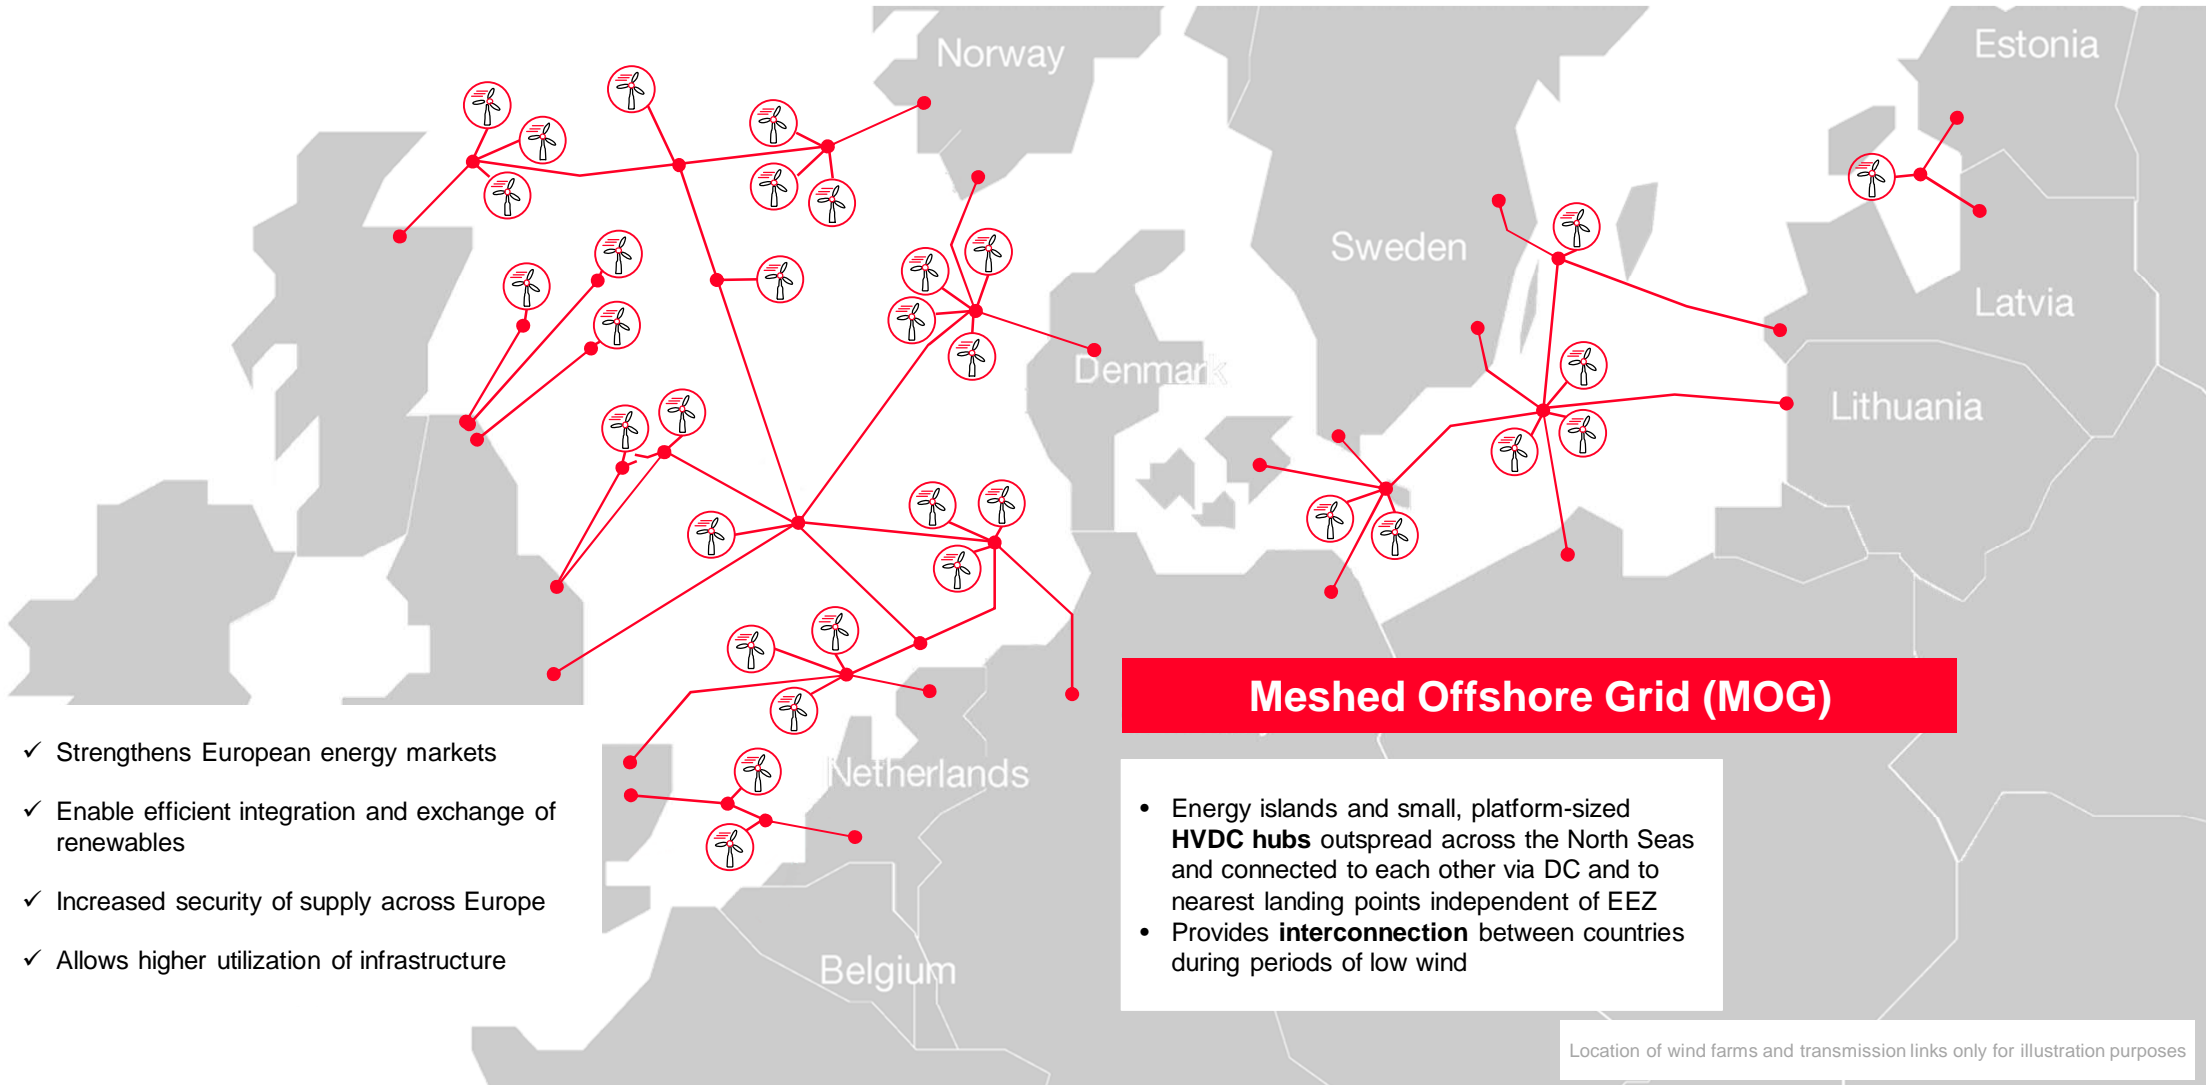 Norway
Estonia
Sweden
Latvia
Denmark
Lithuania
Meshed Offshore Grid (MOG)
✓ Strengthens European energy markets
✓ Enable efficient integration and exchange of
renewables
✓ Increased security of supply across Europe
✓ Allows higher utilization of infrastructure
Netherlands
Belgium
• Energy islands and small, platform-sized
HVDC hubs outspread across the North Seas
and connected to each other via DC and to
nearest landing points independent of EEZ
• Provides interconnection between countries
during periods of low wind
Location of wind farms and transmission links only for illustration purposes